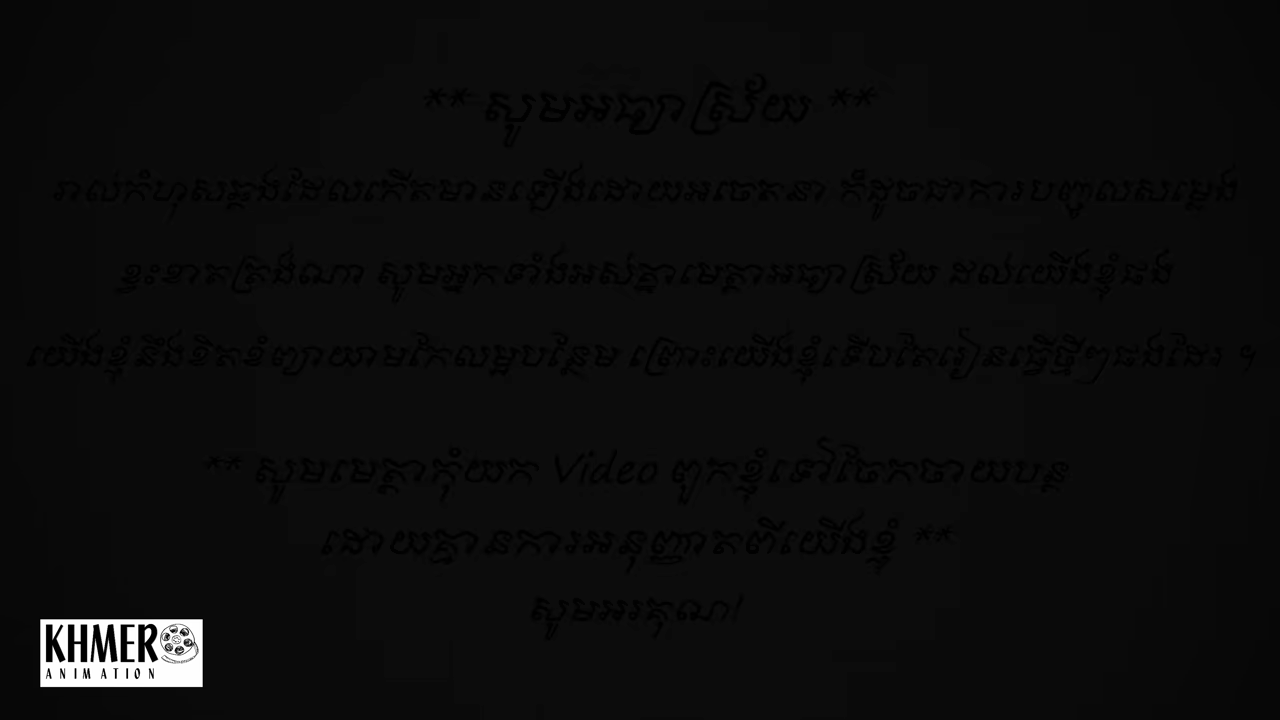 ** សូមអធ្យាស្រ័យ **
រាល់កំហុសឆ្គងដែលកើតមានឡើងដោយអចេតនា ក៏ដូចជាការបញ្ចូលសម្លេង
ខ្វះខាតត្រង់ណា សូមអ្នកទាំងអស់គ្នាមេត្តាអធ្យាស្រ័យ ដល់យើងខ្ញុំផង
យើងខ្ញុំនឹងខិតខំព្យាយាមកែលម្អបន្ថែម ព្រោះយើងខ្ញុំទើបតែរៀនធ្វើថ្មីៗផងដែរ ។
** សូមមេត្តាកុំយក Video ពួកខ្ញុំទៅចែកចាយបន្ត
ដោយគ្មានការអនុញ្ញាតពីយើងខ្ញុំ **
សូមអរគុណ!
KHMER
ANIMATION